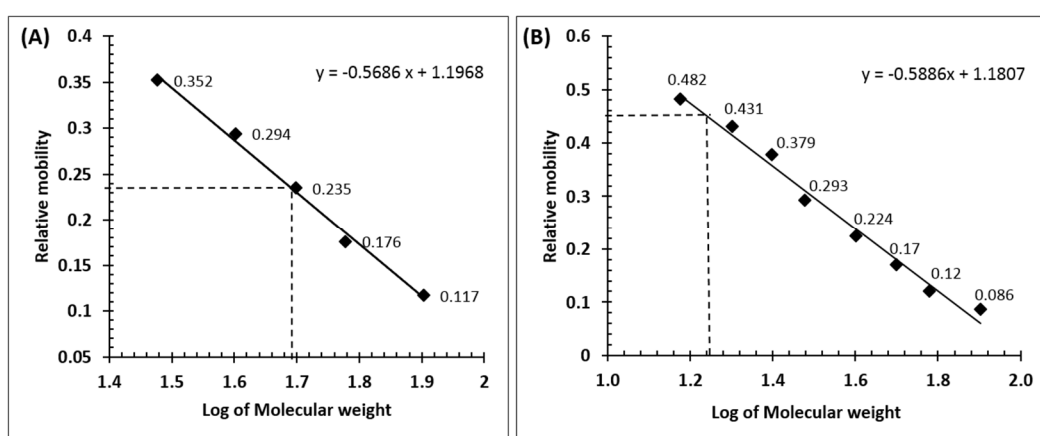 (A)
y = -0.5686 x + 1.1968
0.4
0.35
0.3
0.25
0.2
0.15
0.1
0.05
Relative mobility
0.352
0.294
0.235
0.176
0.117
1.4 1.5 1.6 1.7 1.8 1.9 2
Log of Molecular weight
(B)
y = -0.5886x + 1.1807
0.6
0.5
0.4
0.3
0.2
0.1
0
Relative mobility
0.482
0.431
0.379
0.293
0.224
0.17
0.12
0.086
1.0 1.2 1.4 1.6 1.8 2.0
Log of Molecular weight